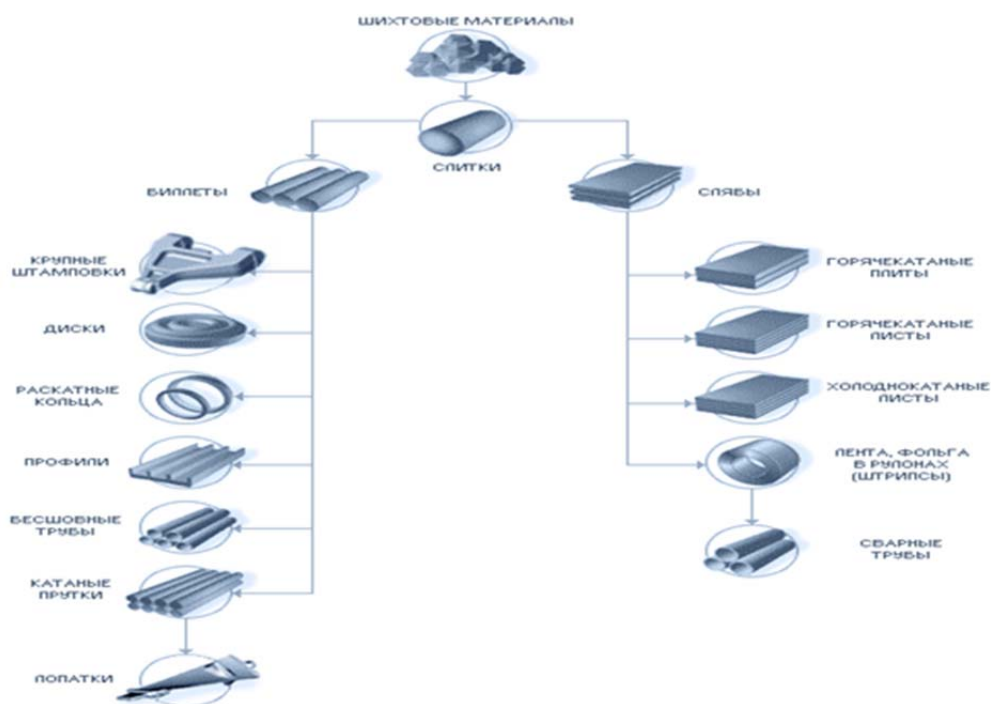 ШИХТОВЫЕ МАТЕРИАЛЫ
СЛИТКИ
БИЛЛЕТЫ
СЛЯБЫ
КРУПНЫЕ
ШТАМПОВКИ
ДИСКИ
РАСКАТНЫЕ
КОЛЬЦА
ПРОФИЛИ
БЕСШОВНЫЕ
ТРУБЫ
КАТАНЫЕ
ПРУТКИ
ЛОПАТКИ
ГОРЯЧЕКАТАНЫЕ
ПЛИТЫ
ГОРЯЧЕКАТАНЫЕ
ЛИСТЫ
ХОЛОДНОКАТАНЫЕ
ЛИСТЫ
ЛЕНТА, ФОЛЬГА
В РУЛОНАХ
(ШТРИПСЫ)
СВАРНЫЕ
ТРУБЫ